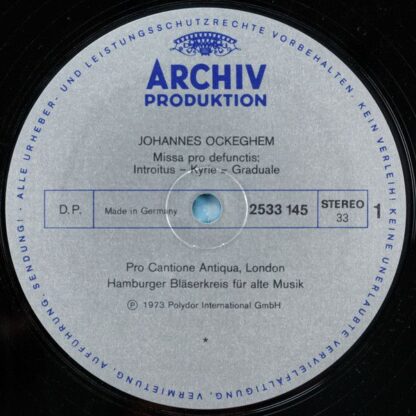 ALLE URHEBER- UND LEISTUNGSSCHUTZRECHTE VORBEHALTEN. KEIN VERLEIH! KEINE UNERLAUBTE VERVIELFÄLTIGUNG, VERMIETUNG, AUFFÜHRUNG, SENDUNG!
ARCHIV
PRODUKTION
JOHANNES OCKEGHEM
Missa pro defunctis:
Introitus – Kyrie – Graduale
D.P. Made in Germany 2533 145 STEREO 33 1
Pro Cantione Antiqua, London
Hamburger Bläserkreis für alte Musik
Ⓟ 1973 Polydor International GmbH
*